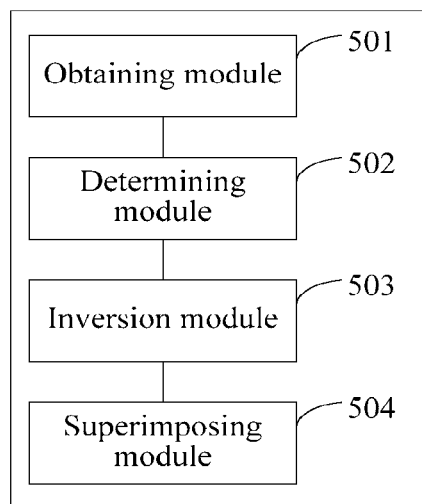 Obtaining module
501
Determining
module
502
Inversion module
503
Superimposing
module
504